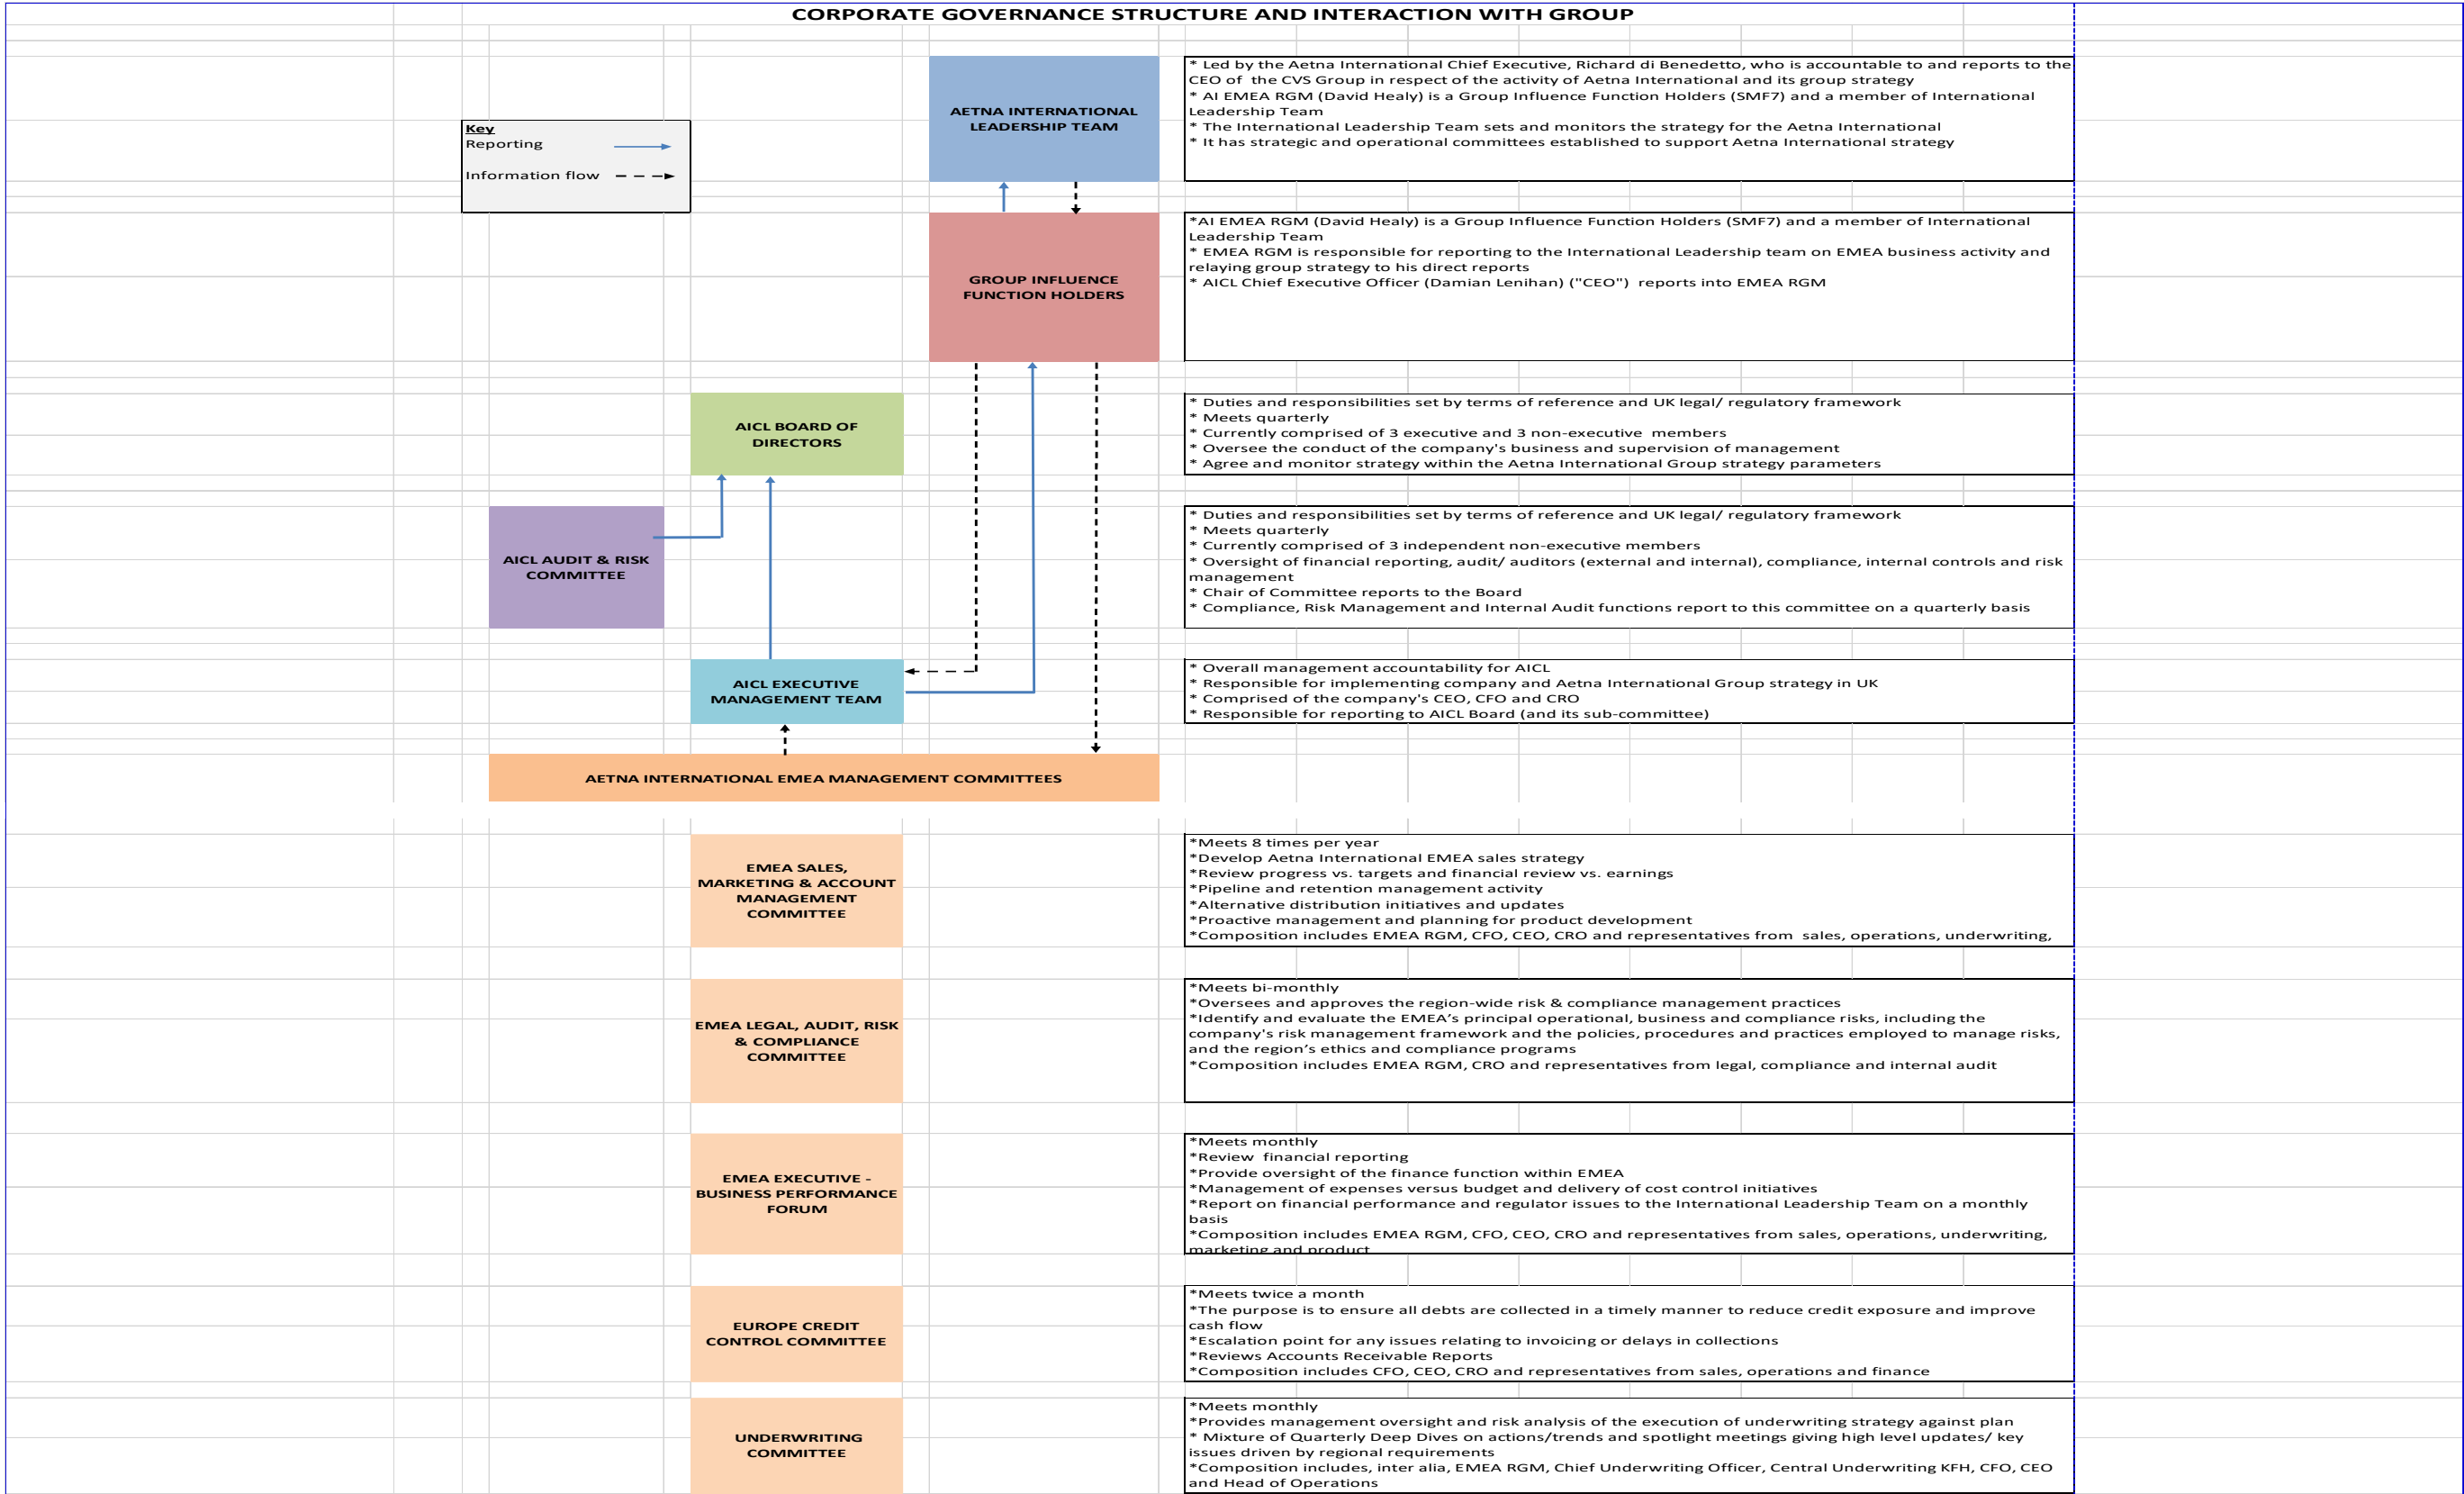 CORPORATE GOVERNANCE STRUCTURE AND INTERACTION WITH GROUP
Key
Reporting
Information flow
AETNA INTERNATIONAL
LEADERSHIP TEAM
* Led by the Aetna International Chief Executive, Richard di Benedetto, who is accountable to and reports to the
CEO of the CVS Group in respect of the activity of Aetna International and its group strategy
* AI EMEA RGM (David Healy) is a Group Influence Function Holders (SMF7) and a member of International
Leadership Team
* The International Leadership Team sets and monitors the strategy for the Aetna International
* It has strategic and operational committees established to support Aetna International strategy
GROUP INFLUENCE
FUNCTION HOLDERS
*AI EMEA RGM (David Healy) is a Group Influence Function Holders (SMF7) and a member of International
Leadership Team
* EMEA RGM is responsible for reporting to the International Leadership team on EMEA business activity and
relaying group strategy to his direct reports
* AICL Chief Executive Officer (Damian Lenihan) ("CEO") reports into EMEA RGM
AICL BOARD OF
DIRECTORS
* Duties and responsibilities set by terms of reference and UK legal/ regulatory framework
* Meets quarterly
* Currently comprised of 3 executive and 3 non-executive members
* Oversee the conduct of the company's business and supervision of management
* Agree and monitor strategy within the Aetna International Group strategy parameters
AICL AUDIT & RISK
COMMITTEE
* Duties and responsibilities set by terms of reference and UK legal/ regulatory framework
* Meets quarterly
* Currently comprised of 3 independent non-executive members
* Oversight of financial reporting, audit/ auditors (external and internal), compliance, internal controls and risk
management
* Chair of Committee reports to the Board
* Compliance, Risk Management and Internal Audit functions report to this committee on a quarterly basis
AICL EXECUTIVE
MANAGEMENT TEAM
* Overall management accountability for AICL
* Responsible for implementing company and Aetna International Group strategy in UK
* Comprised of the company's CEO, CFO and CRO
* Responsible for reporting to AICL Board (and its sub-committee)
AETNA INTERNATIONAL EMEA MANAGEMENT COMMITTEES
EMEA SALES,
MARKETING & ACCOUNT
MANAGEMENT
COMMITTEE
*Meets 8 times per year
*Develop Aetna International EMEA sales strategy
*Review progress vs. targets and financial review vs. earnings
*Pipeline and retention management activity
*Alternative distribution initiatives and updates
*Proactive management and planning for product development
*Composition includes EMEA RGM, CFO, CEO, CRO and representatives from sales, operations, underwriting,
EMEA LEGAL, AUDIT, RISK
& COMPLIANCE
COMMITTEE
*Meets bi-monthly
*Oversees and approves the region-wide risk & compliance management practices
*Identify and evaluate the EMEA’s principal operational, business and compliance risks, including the
company's risk management framework and the policies, procedures and practices employed to manage risks,
and the region’s ethics and compliance programs
*Composition includes EMEA RGM, CRO and representatives from legal, compliance and internal audit
EMEA EXECUTIVE -
BUSINESS PERFORMANCE
FORUM
*Meets monthly
*Review financial reporting
*Provide oversight of the finance function within EMEA
*Management of expenses versus budget and delivery of cost control initiatives
*Report on financial performance and regulator issues to the International Leadership Team on a monthly
basis
*Composition includes EMEA RGM, CFO, CEO, CRO and representatives from sales, operations, underwriting,
marketing and product
EUROPE CREDIT
CONTROL COMMITTEE
*Meets twice a month
*The purpose is to ensure all debts are collected in a timely manner to reduce credit exposure and improve
cash flow
*Escalation point for any issues relating to invoicing or delays in collections
*Reviews Accounts Receivable Reports
*Composition includes CFO, CEO, CRO and representatives from sales, operations and finance
UNDERWRITING
COMMITTEE
*Meets monthly
*Provides management oversight and risk analysis of the execution of underwriting strategy against plan
* Mixture of Quarterly Deep Dives on actions/trends and spotlight meetings giving high level updates/ key
issues driven by regional requirements
*Composition includes, inter alia, EMEA RGM, Chief Underwriting Officer, Central Underwriting KFH, CFO, CEO
and Head of Operations